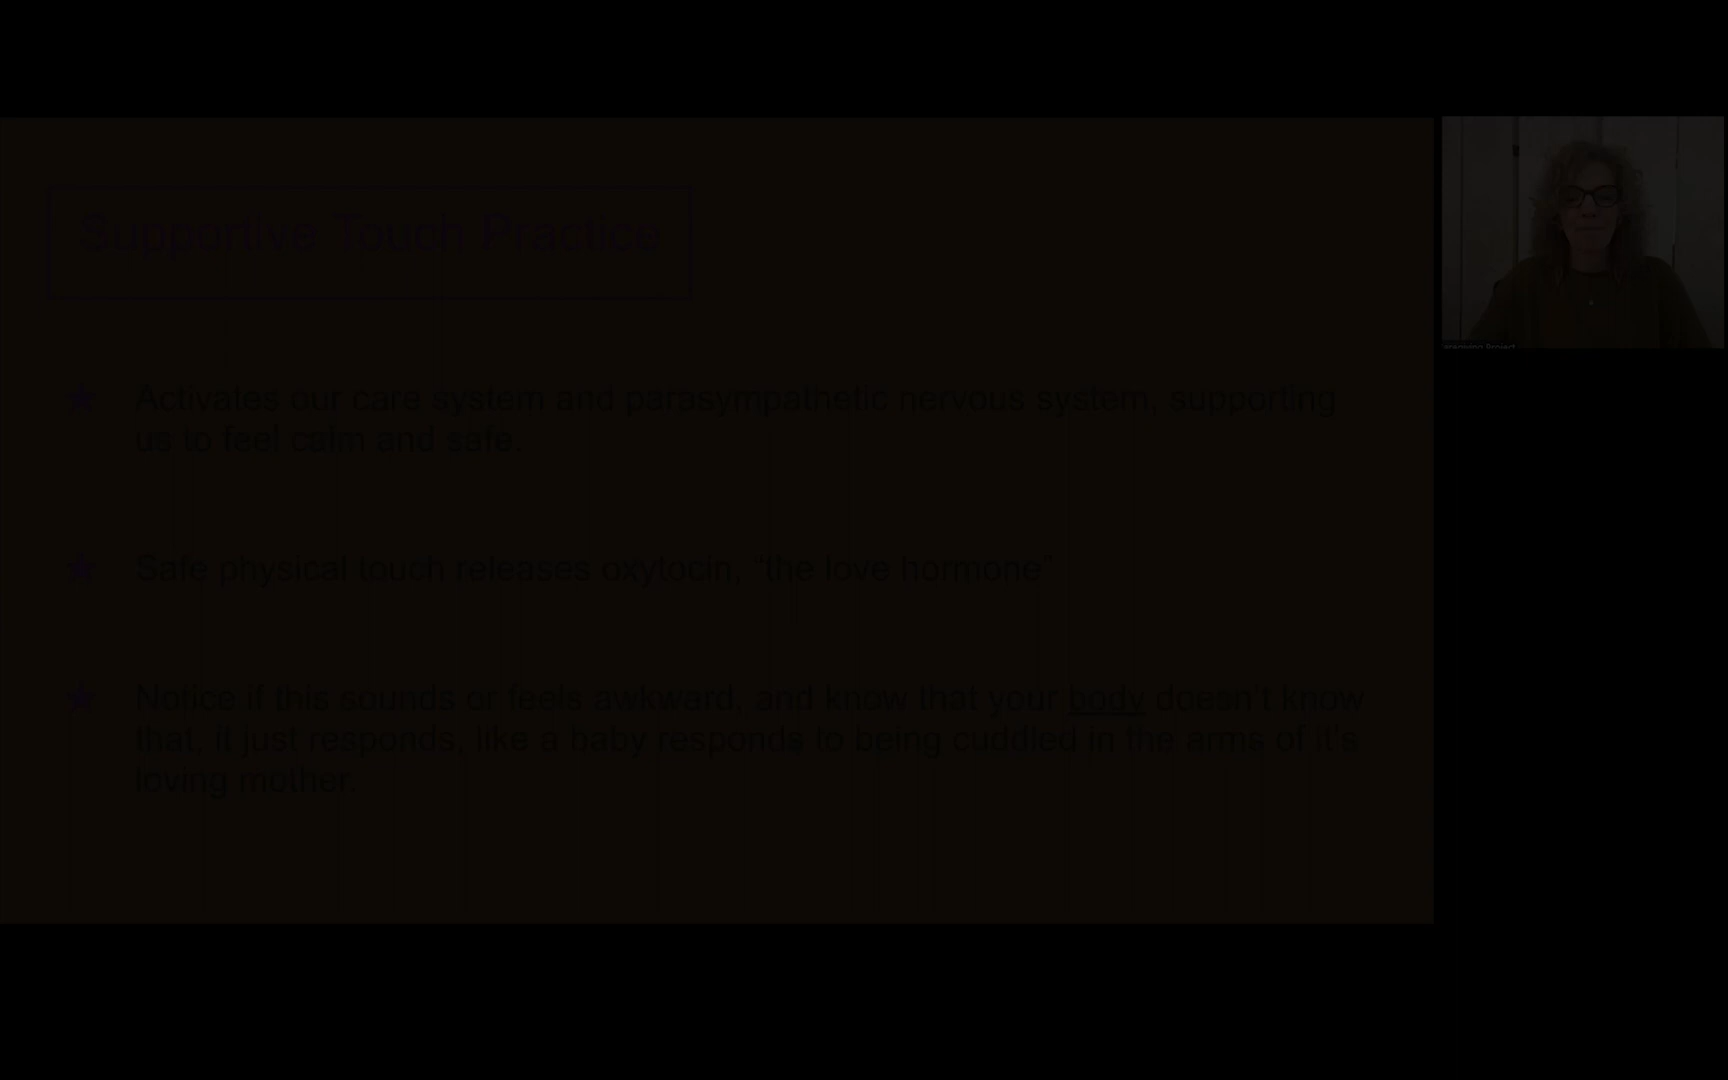 Supportive Touch Practice
Activates our care system and parasympathetic nervous system, supporting
us to feel calm and safe.
Safe physical touch releases oxytocin, "the love hormone"
Notice if this sounds or feels awkward, and know that your body doesn't know
that, it just responds, like a baby responds to being cuddled in the arms of it's
loving mother.
Project